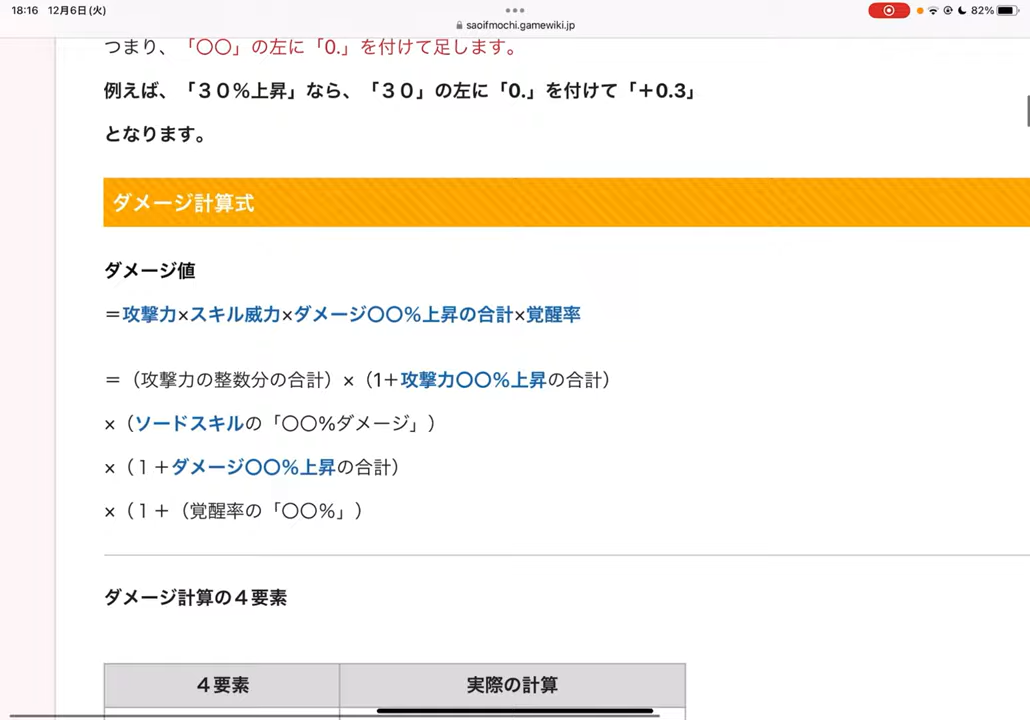 18:16 12月6日(火)
82%
saoifmochi.gamewiki.jp
つまり、「〇〇」の左に「0.」を付けて足します。
例えば、「３０%上昇」なら、「３０」の左に「0.」を付けて「＋0.3」
となります。
ダメージ計算式
ダメージ値
＝攻撃力×スキル威力×ダメージ〇〇%上昇の合計×覚醒率
＝（攻撃力の整数分の合計）×（1＋攻撃力〇〇%上昇の合計）
×（ソードスキルの「〇〇%ダメージ」）
×（１＋ダメージ〇〇%上昇の合計）
×（１＋（覚醒率の「〇〇%」）
ダメージ計算の４要素
４要素 実際の計算